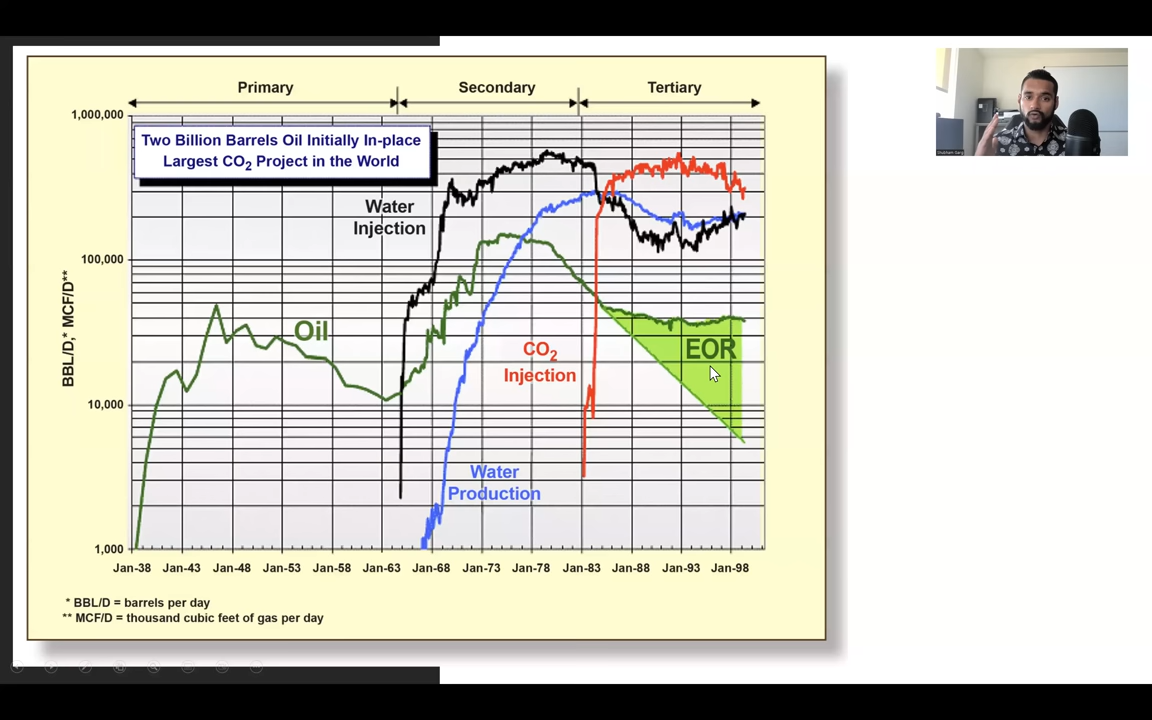 Primary Secondary Tertiary
1,000,000
Two Billion Barrels Oil Initially In-place
Largest CO2 Project in the World
Water
Injection
100,000
BBL/D,* MCF/D**
Oil
CO2
Injection
EOR
10,000
Water
Production
1,000
Jan-38 Jan-43 Jan-48 Jan-53 Jan-58 Jan-63 Jan-68 Jan-73 Jan-78 Jan-83 Jan-88 Jan-93 Jan-98
* BBL/D = barrels per day
** MCF/D = thousand cubic feet of gas per day